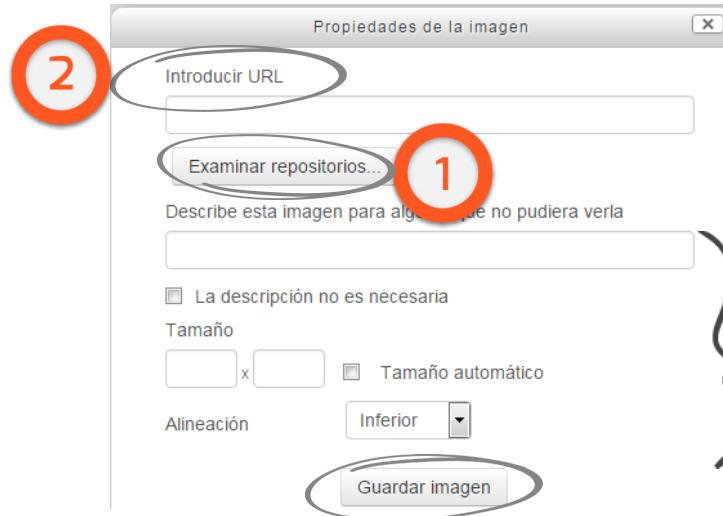 Propiedades de la imagen
2
Introducir URL
Examinar repositorios...
1
Describe esta imagen para que no pudiera verla
La descripción no es necesaria
Tamaño
x
Tamaño automático
Alineación
Inferior
Guardar imagen